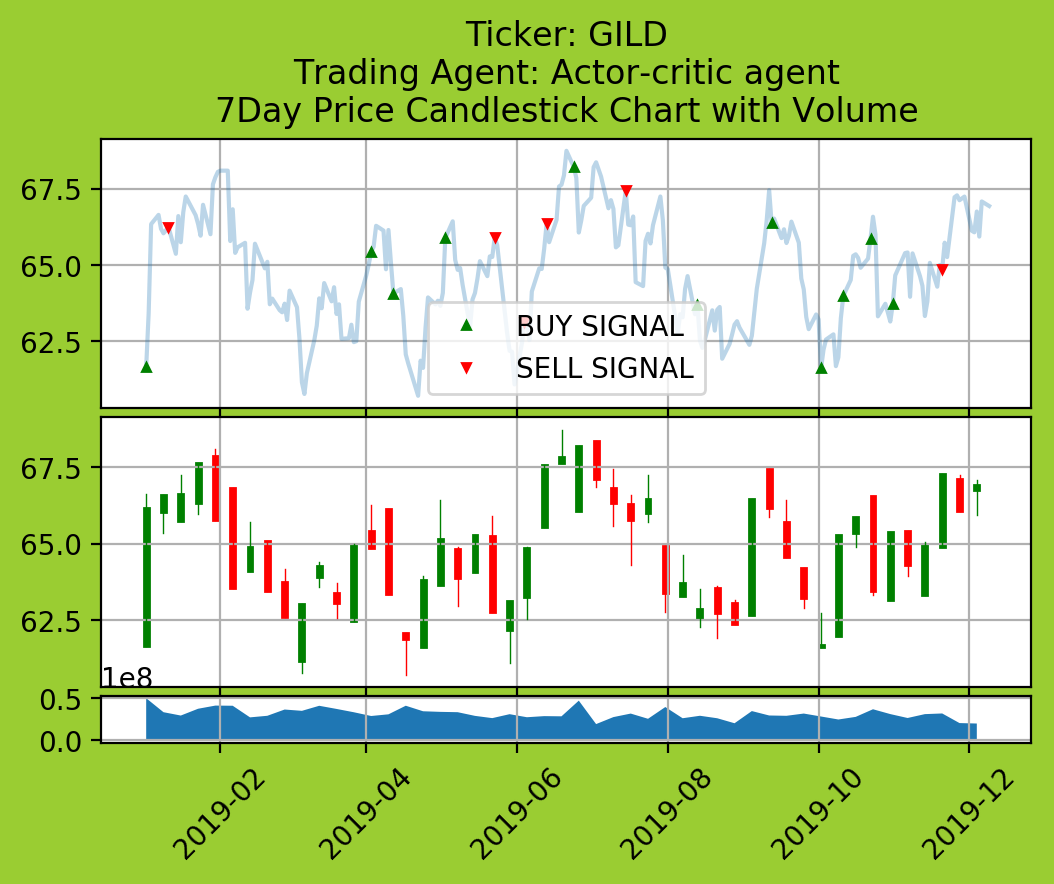 Ticker: GILD
Trading Agent: Actor-critic agent
7Day Price Candlestick Chart with Volume
67.5
65.0
62.5
BUY SIGNAL
SELL SIGNAL
67.5
65.0
62.5
1e8
0.5
0.0
2019-02
2019-04
2019-06
2019-08
2019-10
2019-12